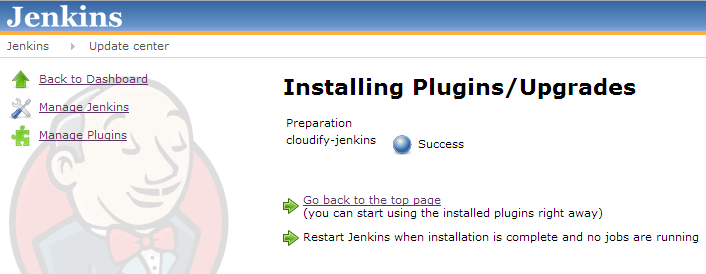 Jenkins
Jenkins Update center
Back to Dashboard
Manage Jenkins
Manage Plugins
Installing Plugins/Upgrades
Preparation
cloudify-jenkins Success
Go back to the top page
(you can start using the installed plugins right away)
Restart Jenkins when installation is complete and no jobs are running